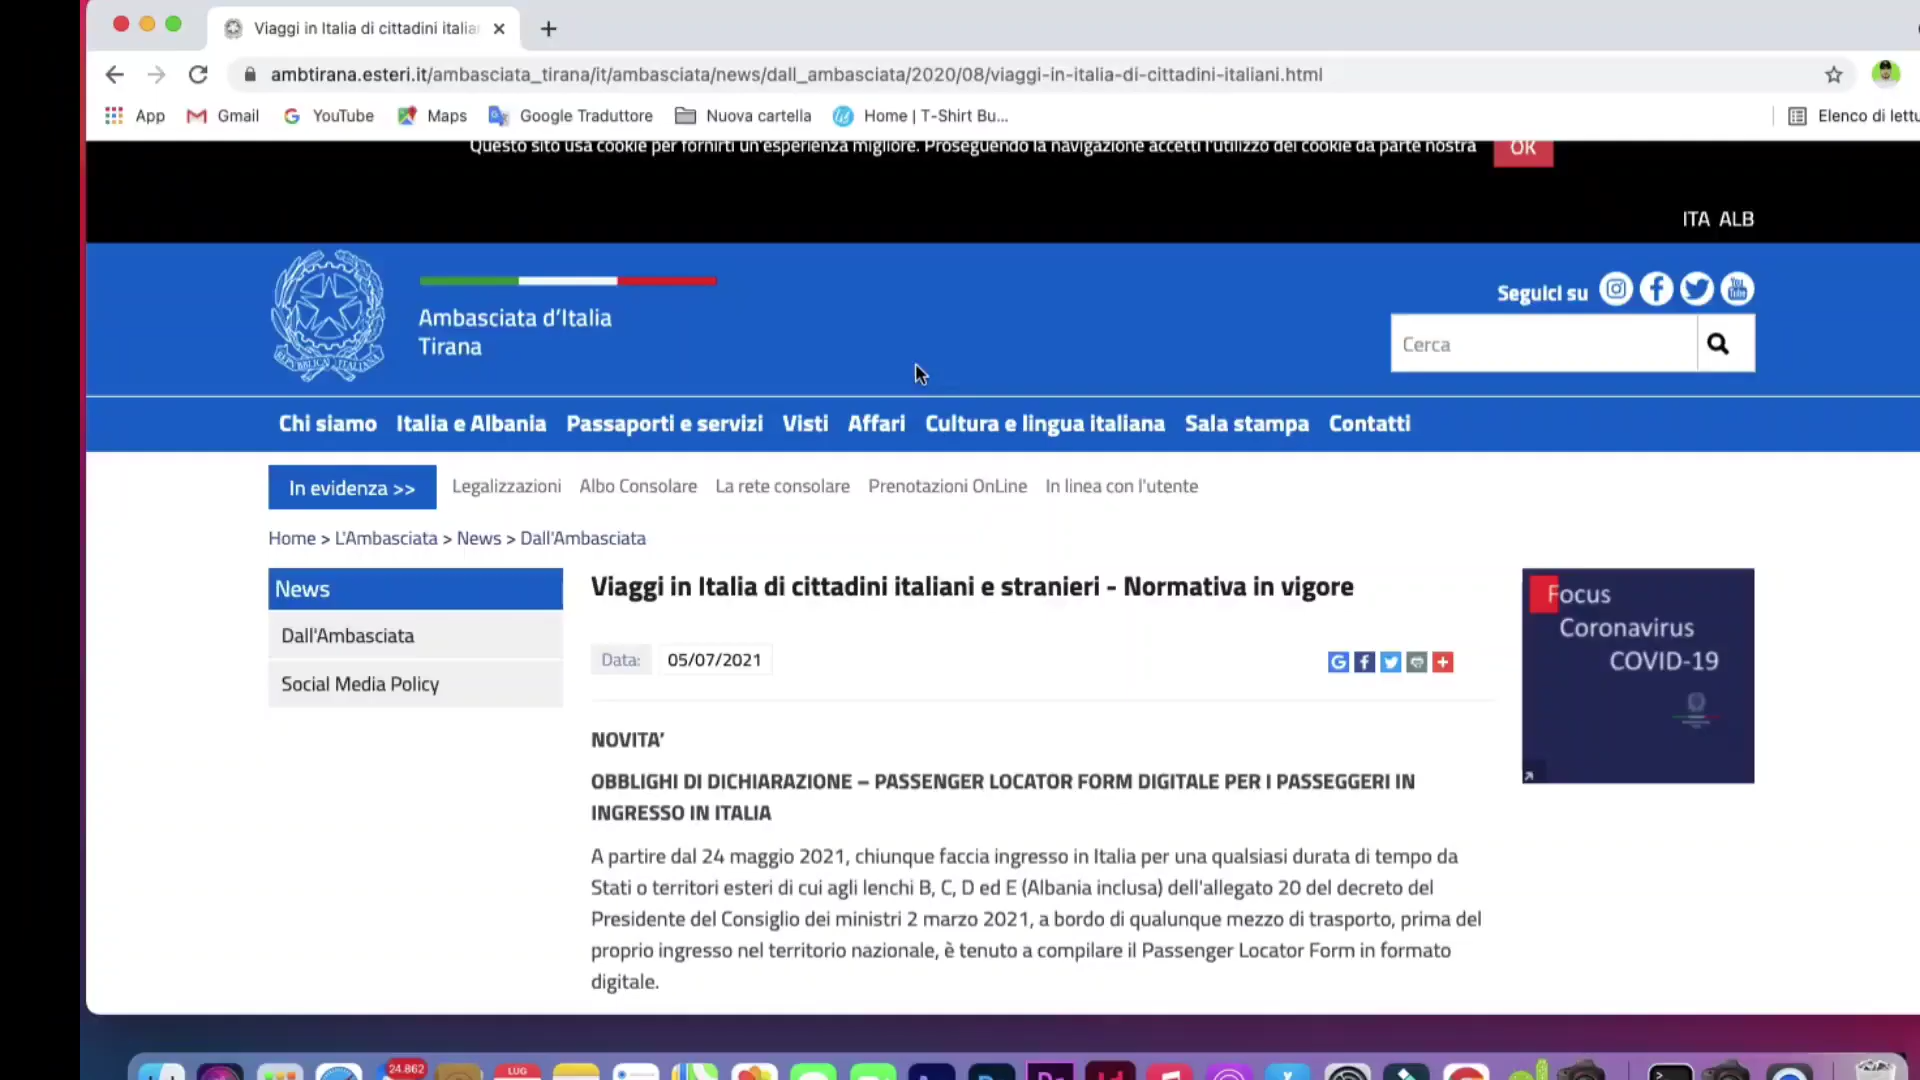 Viaggi in Italia di cittadini italia
ambtirana.esteri.it/ambasciata_tirana/it/ambasciata/news/dall_ambasciata/2020/08/viaggi-in-italia-di-cittadini-italiani.html
App Gmail YouTube Maps Google Traduttore Nuova cartella Home | T-Shirt Bu... Elenco di lettu
Questo sito usa cookie per fornirti un'esperienza migliore. Proseguendo la navigazione accetti l'utilizzo dei cookie da parte nostra OK
ITA ALB
Ambasciata d'Italia
Tirana
Seguici su
Cerca
Chi siamo Italia e Albania Passaporti e servizi Visti Affari Cultura e lingua italiana Sala stampa Contatti
In evidenza >> Legalizzazioni Albo Consolare La rete consolare Prenotazioni OnLine In linea con l'utente
Home > L'Ambasciata > News > Dall'Ambasciata
News
Dall'Ambasciata
Social Media Policy
Viaggi in Italia di cittadini italiani e stranieri - Normativa in vigore
Data: 05/07/2021
NOVITA'
OBBLIGHI DI DICHIARAZIONE – PASSENGER LOCATOR FORM DIGITALE PER I PASSEGGERI IN
INGRESSO IN ITALIA
A partire dal 24 maggio 2021, chiunque faccia ingresso in Italia per una qualsiasi durata di tempo da
Stati o territori esteri di cui agli lenchi B, C, D ed E (Albania inclusa) dell'allegato 20 del decreto del
Presidente del Consiglio dei ministri 2 marzo 2021, a bordo di qualunque mezzo di trasporto, prima del
proprio ingresso nel territorio nazionale, è tenuto a compilare il Passenger Locator Form in formato
digitale.
Focus
Coronavirus
COVID-19
24.862
LUG